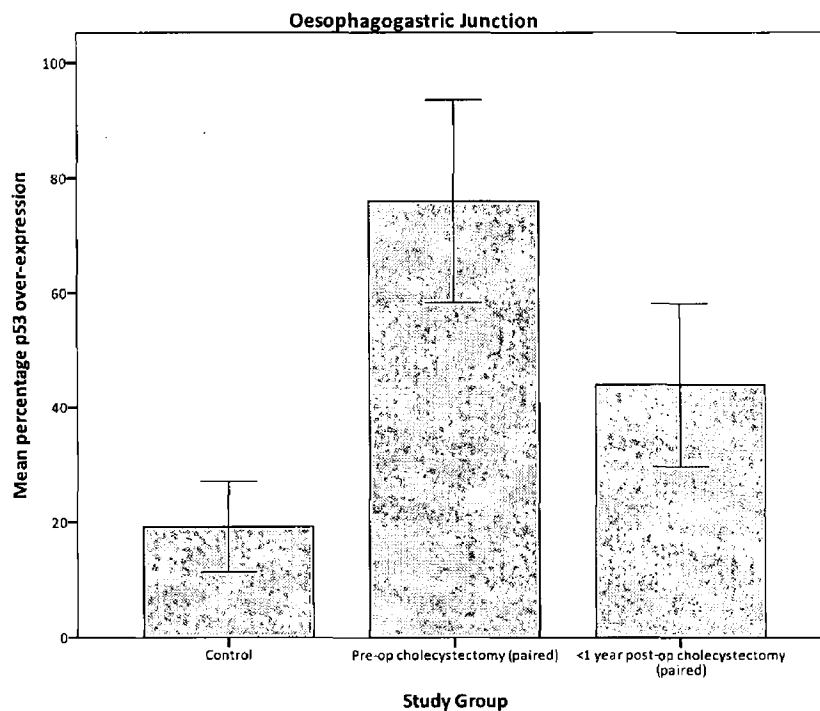 Oesophagogastric Junction
Mean percentage p53 over-expression
100
80
60
40
20
0
Control
Pre-op cholecystectomy (paired)
<1 year post-op cholecystectomy
(paired)
Study Group